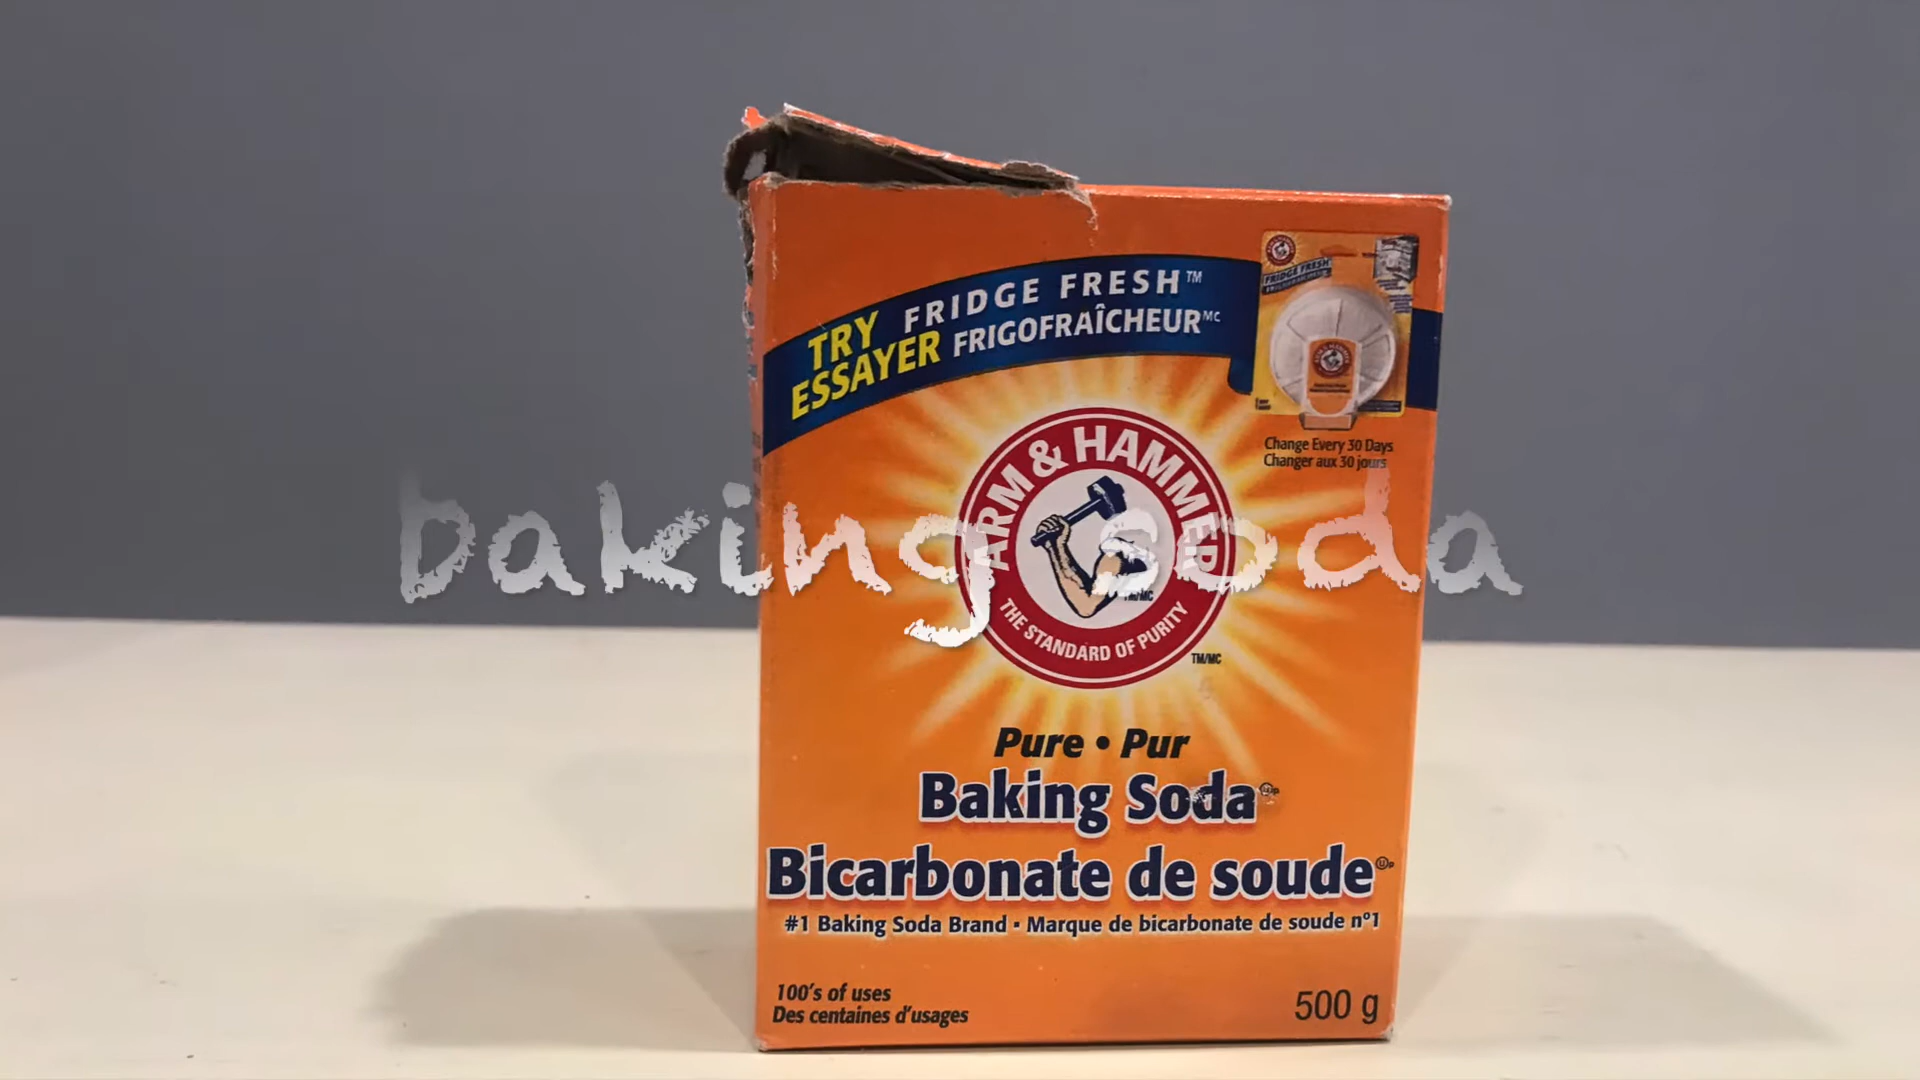 TRY FRIDGE FRESH™
ESSAYER FRIGOFRAÎCHEUR MC
FRIDGE FRESH
Change Every 30 Days
Changer aux 30 jours
ARM & HAMMER
THE STANDARD OF PURITY
TM/MC
TM/MC
baking soda
Pure • Pur
Baking Soda
Bicarbonate de soude
#1 Baking Soda Brand • Marque de bicarbonate de soude nº1
100's of uses
Des centaines d'usages
500 g